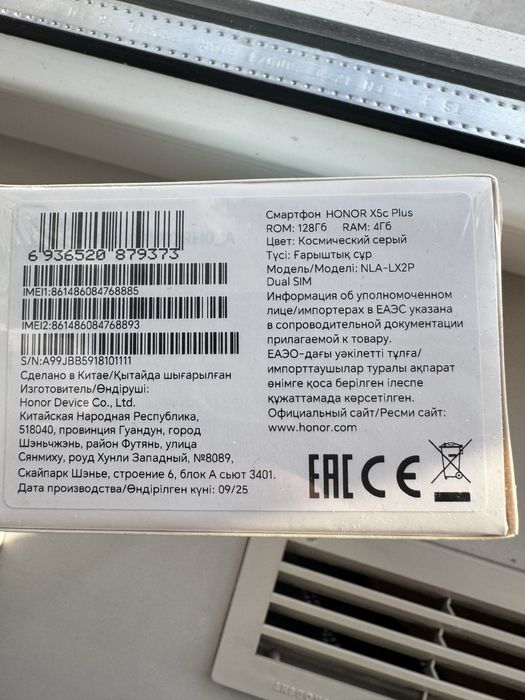 6 936520 879373
IMEI1:861486084768885
IMEI2:861486084768893
S/N:A99JBB5918101111
Сделано в Китае/Қытайда шығарылған
Изготовитель/Өндіруші:
Honor Device Co., Ltd.
Китайская Народная Республика,
518040, провинция Гуандун, город
Шэньчжэнь, район Футянь, улица
Сянмиху, роуд Хунли Западный, №8089,
Скайпарк Шэнье, строение 6, блок А сьют 3401.
Дата производства/Өндірілген күні: 09/25
Смартфон HONOR X5c Plus
ROM: 128Гб RAM: 4Гб
Цвет: Космический серый
Түсі: Ғарыштық сұр
Модель/Моделі: NLA-LX2P
Dual SIM
Информация об уполномоченном
лице/импортерах в ЕАЭС указана
в сопроводительной документации
прилагаемой к товару.
ЕАЭО-дағы уәкілетті тұлға/
импорттаушылар туралы ақпарат
өнімге қоса берілген ілеспе
құжаттамада көрсетілген.
Официальный сайт/Ресми сайт:
www.honor.com
EAC CE